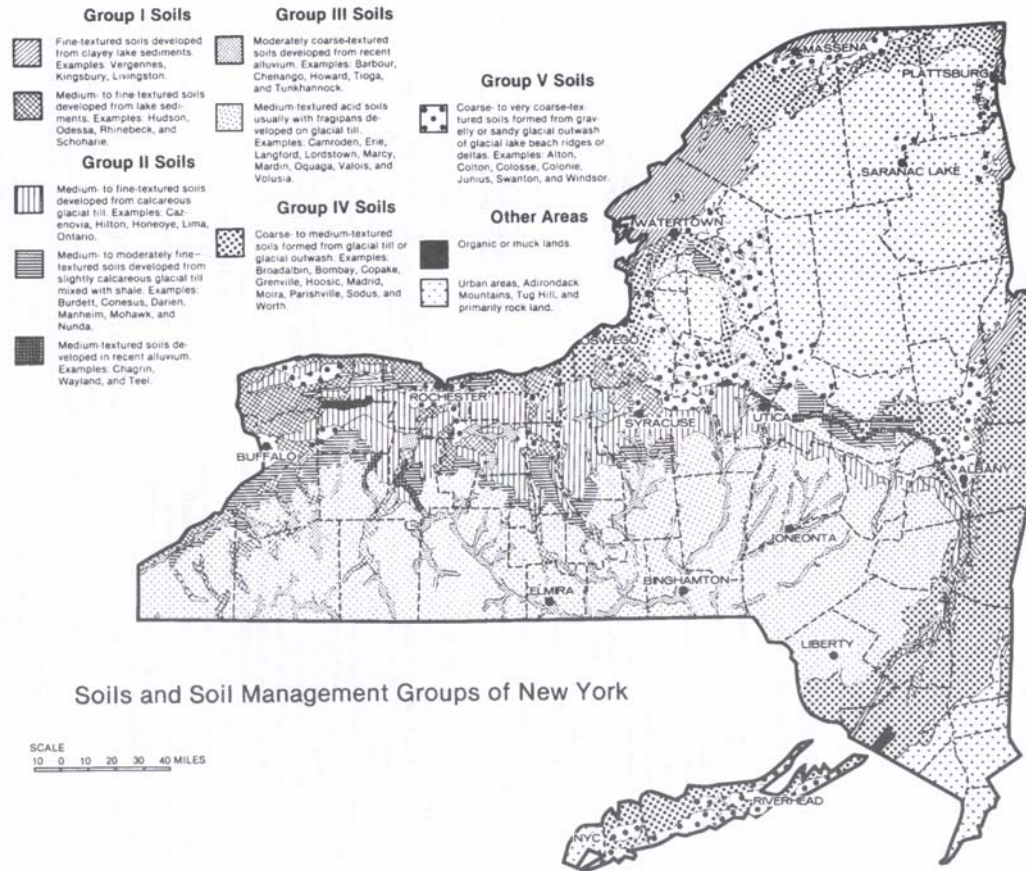 Group I Soils
Fine-textured soils developed
from clayey lake sediments.
Examples: Vergennes,
Kingsbury, Livingston.
Medium- to fine-textured soils
developed from lake sedi-
ments. Examples: Hudson,
Odessa, Rhinebeck, and
Schoharie.
Group II Soils
Medium- to fine-textured soils
developed from calcareous
glacial till. Examples: Caz-
enovia, Hilton, Honeoye, Lima,
Ontario.
Medium- to moderately fine-
textured soils developed from
slightly calcareous glacial till
mixed with shale. Examples:
Burdett, Conesus, Darien,
Manheim, Mohawk, and
Nunda.
Medium-textured soils de-
veloped in recent alluvium.
Examples: Chagrin,
Wayland, and Teel.
Group III Soils
Moderately coarse-textured
soils developed from recent
alluvium. Examples: Barbour,
Chenango, Howard, Tioga,
and Tunkhannock.
Medium-textured acid soils
usually with fragipans de-
veloped on glacial till.
Examples: Camroden, Erie,
Langford, Lordstown, Marcy,
Mardin, Oquaga, Valois, and
Volusia.
Group IV Soils
Coarse- to medium-textured
soils formed from glacial till or
glacial outwash. Examples:
Broadalbin, Bombay, Copake,
Grenville, Hoosic, Madrid,
Moira, Parishville, Sodus, and
Worth.
Group V Soils
Coarse- to very coarse-tex-
tured soils formed from grav-
elly or sandy glacial outwash
of glacial lake beach ridges or
deltas. Examples: Alton,
Colton, Colosse, Colonie,
Junius, Swanton, and Windsor.
Other Areas
Organic or muck lands.
Urban areas, Adirondack
Mountains, Tug Hill, and
primarily rock land.
MASSENA
PLATTSBURG
SARANAC LAKE
WATERTOWN
OSWEGO
ROCHESTER
SYRACUSE
UTICA
BUFFALO
ALBANY
ONEONTA
ELMIRA
BINGHAMTON
LIBERTY
Soils and Soil Management Groups of New York
SCALE
10 0 10 20 30 40 MILES
RIVERHEAD
NYC